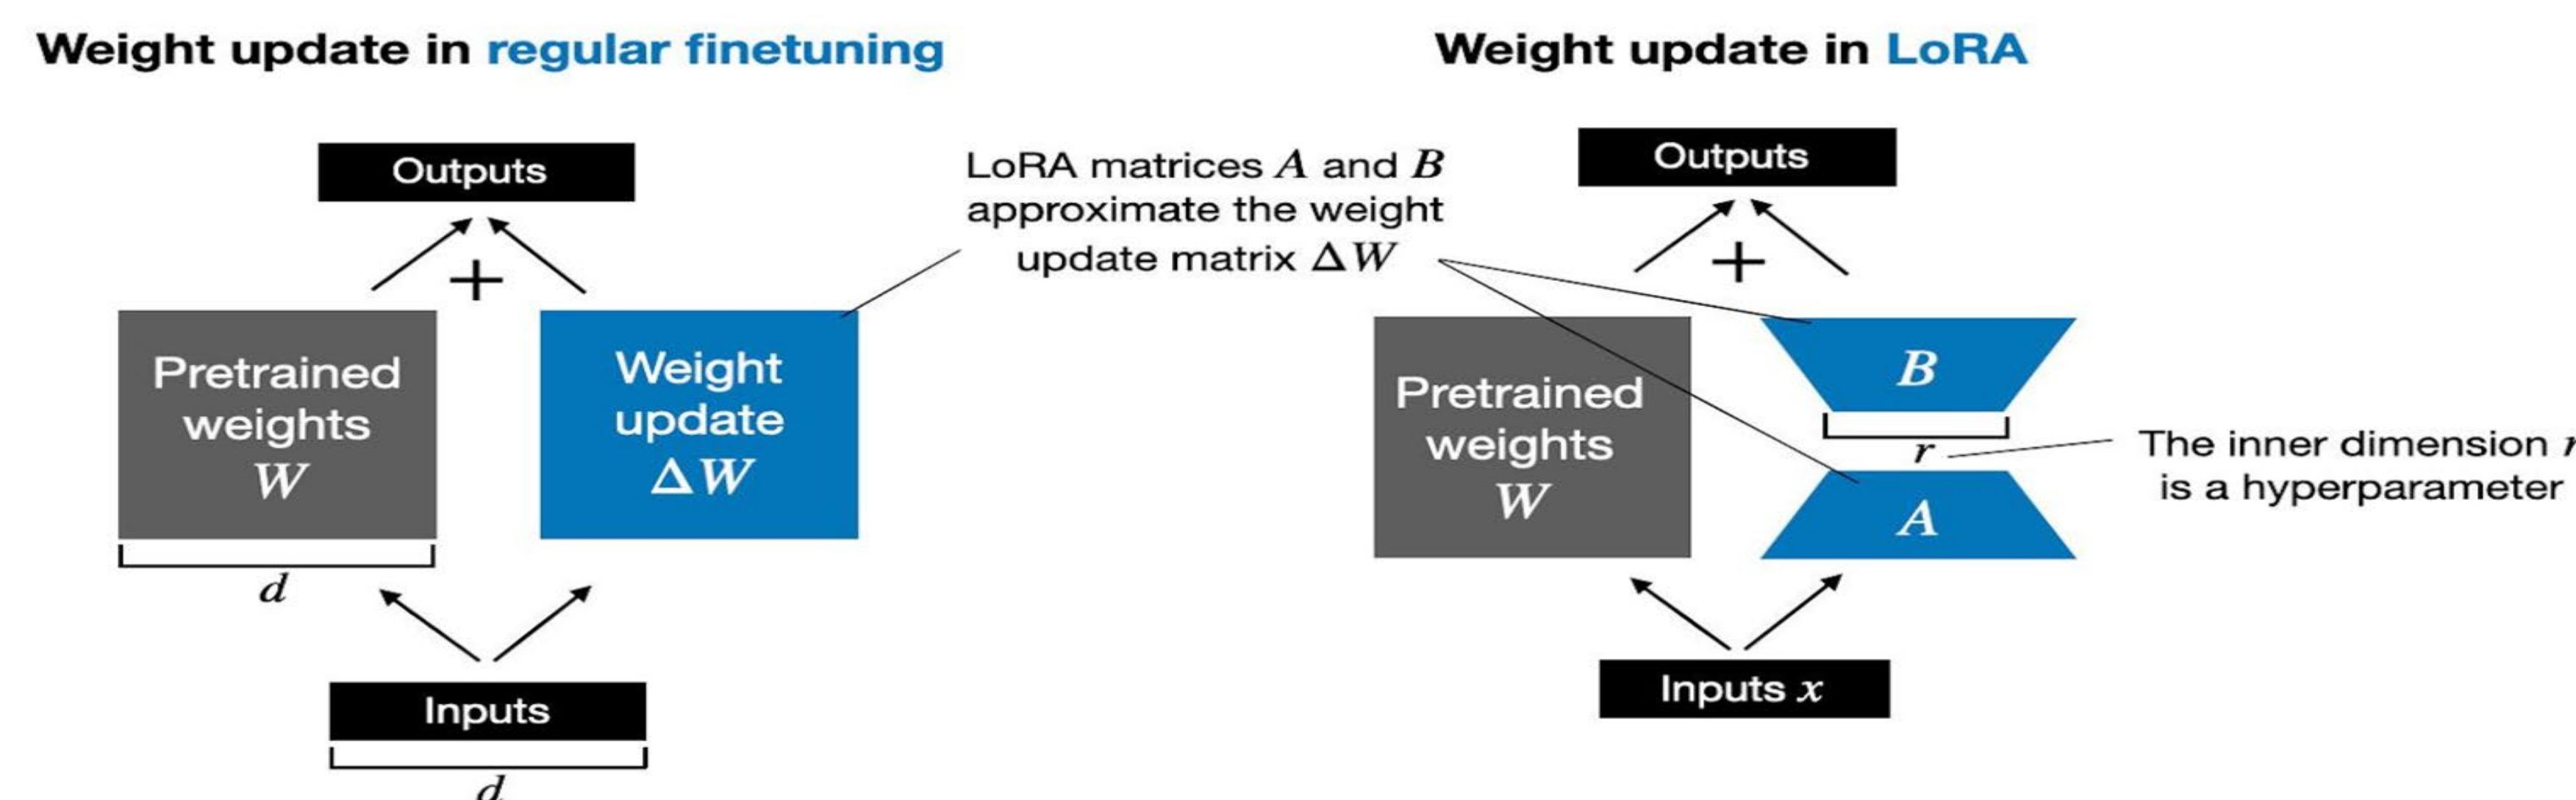 Weight update in regular finetuning
Outputs
+
Pretrained
weights
W
Weight
update
ΔW
d
Inputs
d
LoRA matrices A and B
approximate the weight
update matrix ΔW
Weight update in LoRA
Outputs
+
Pretrained
weights
W
B
r
A
The inner dimension r
is a hyperparameter
Inputs x